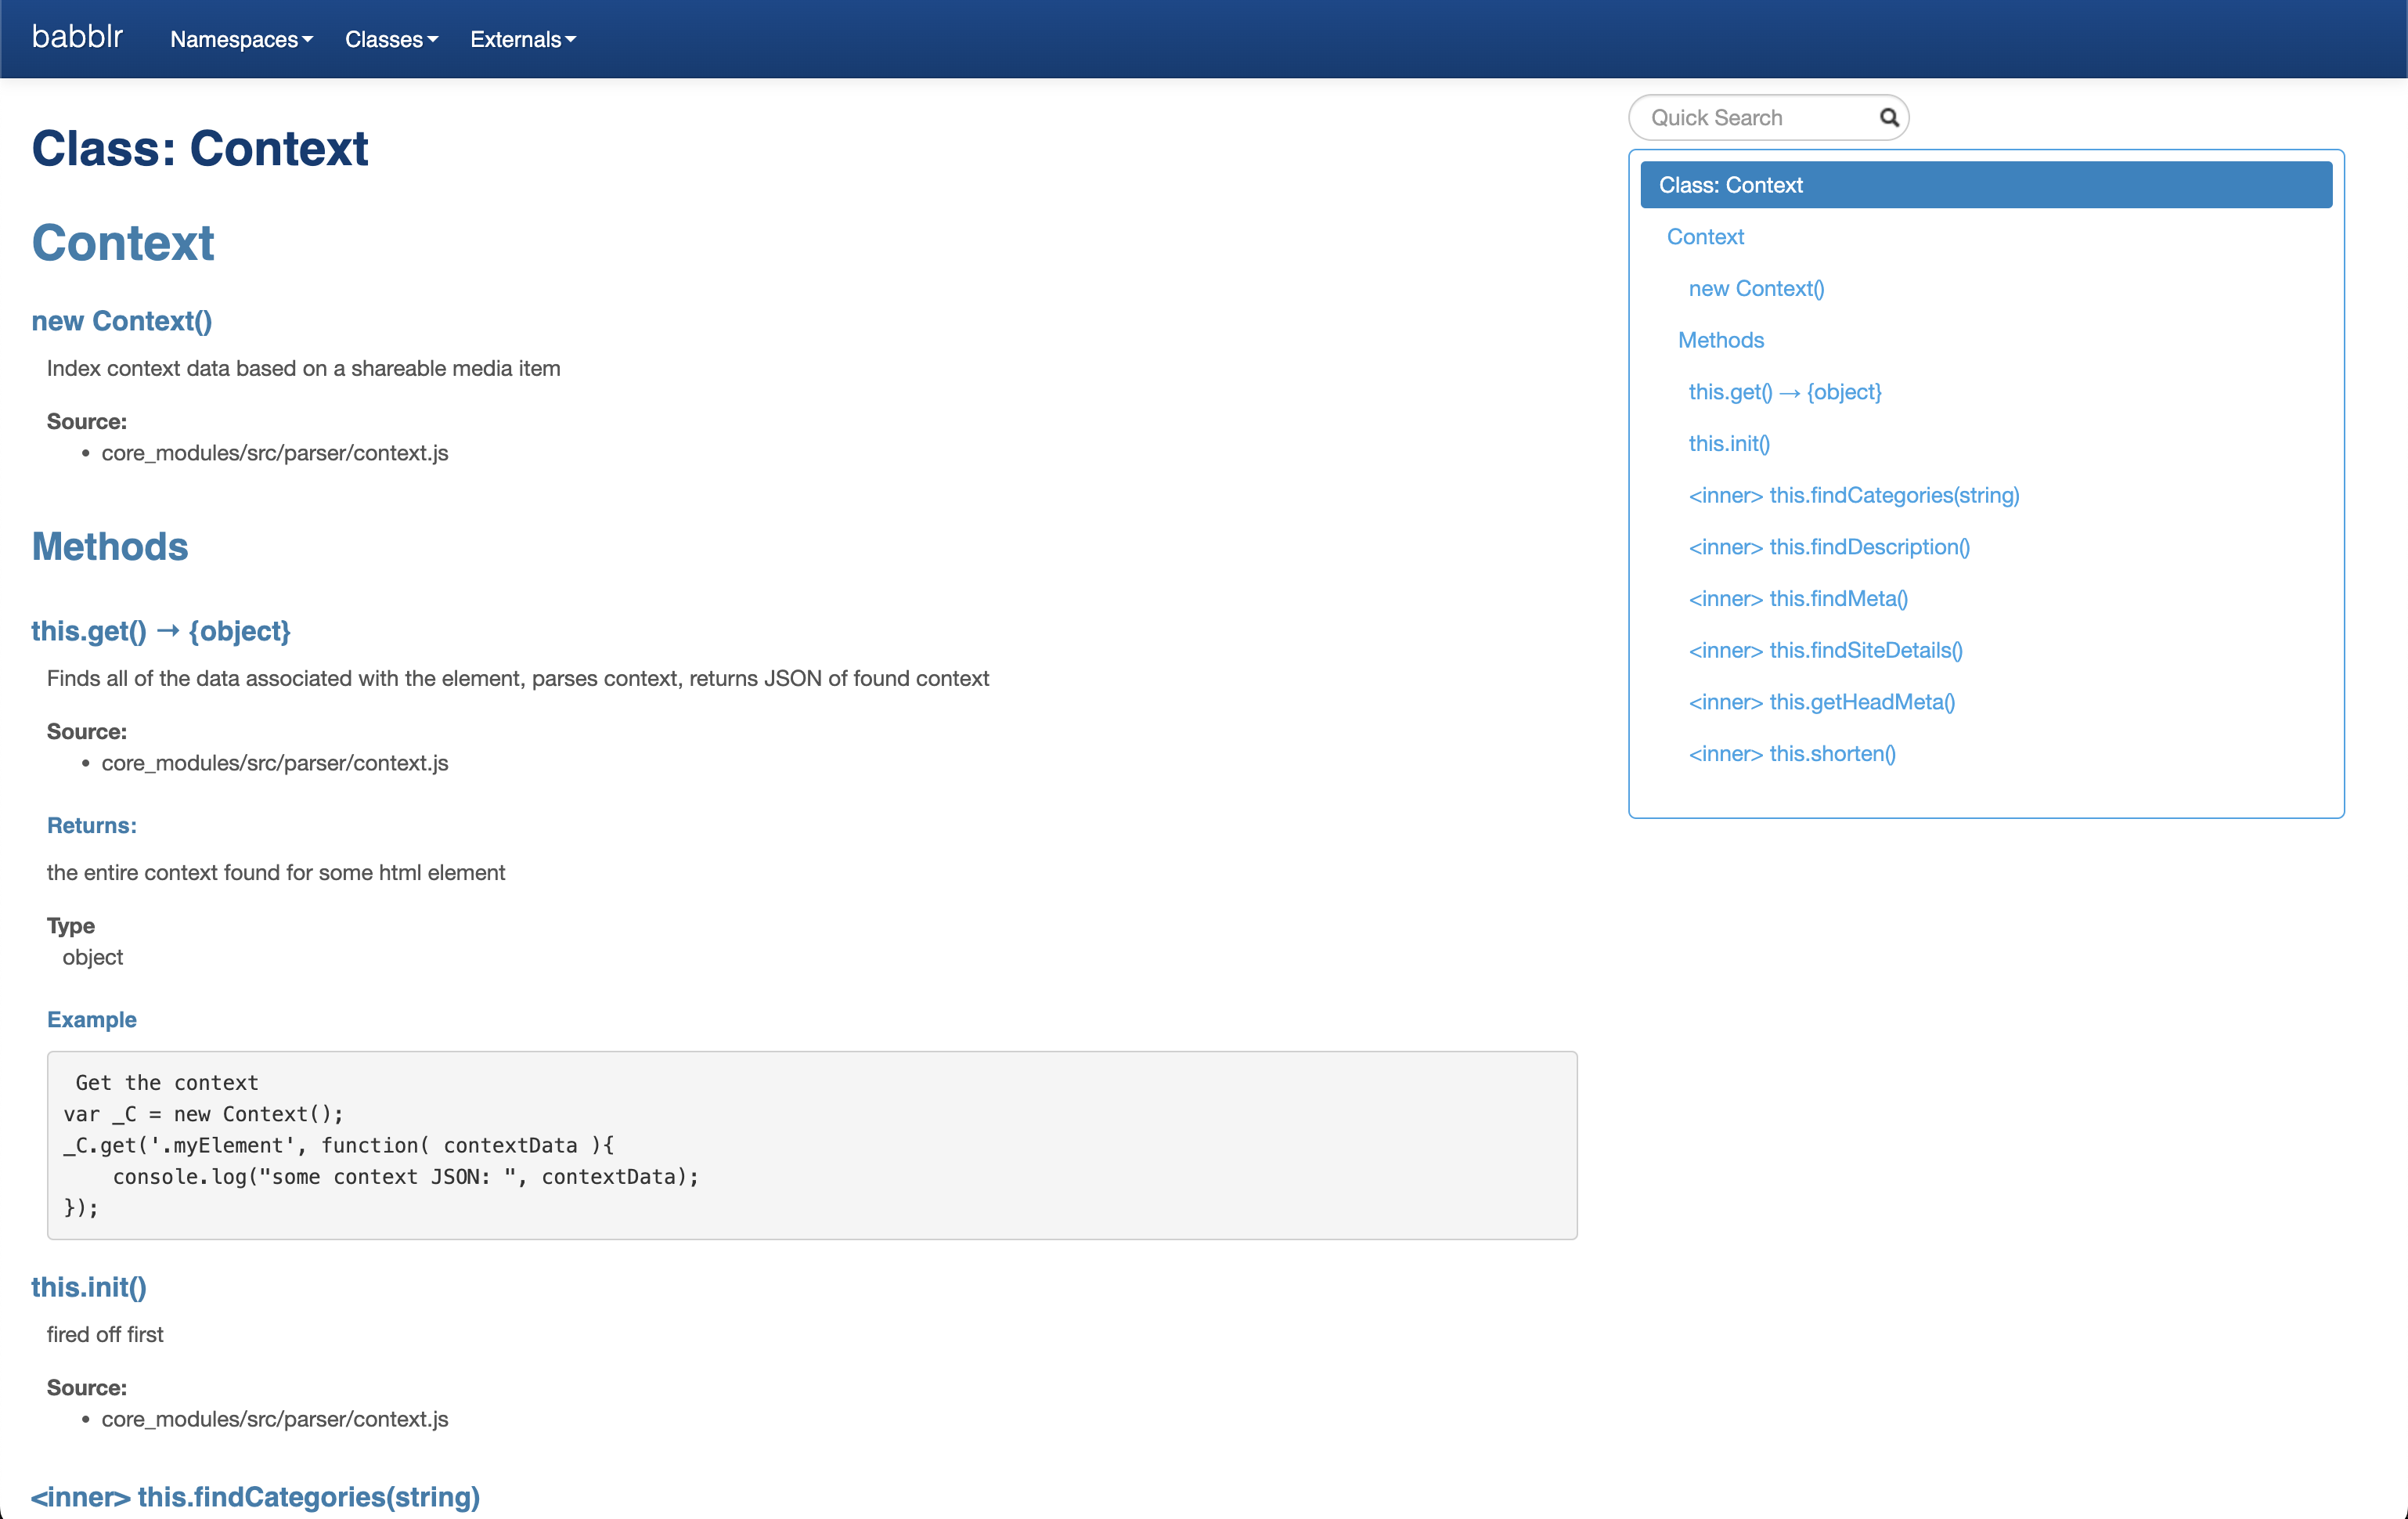 babblr Namespaces Classes Externals
Quick Search
Class: Context
Context
new Context()
Index context data based on a shareable media item
Source:
• core_modules/src/parser/context.js
Methods
this.get() → {object}
Finds all of the data associated with the element, parses context, returns JSON of found context
Source:
• core_modules/src/parser/context.js
Returns:
the entire context found for some html element
Type
object
Example
Get the context
var _C = new Context();
_C.get('.myElement', function( contextData ){
    console.log("some context JSON: ", contextData);
});
this.init()
fired off first
Source:
• core_modules/src/parser/context.js
<inner> this.findCategories(string)
Class: Context
Context
new Context()
Methods
this.get() → {object}
this.init()
<inner> this.findCategories(string)
<inner> this.findDescription()
<inner> this.findMeta()
<inner> this.findSiteDetails()
<inner> this.getHeadMeta()
<inner> this.shorten()